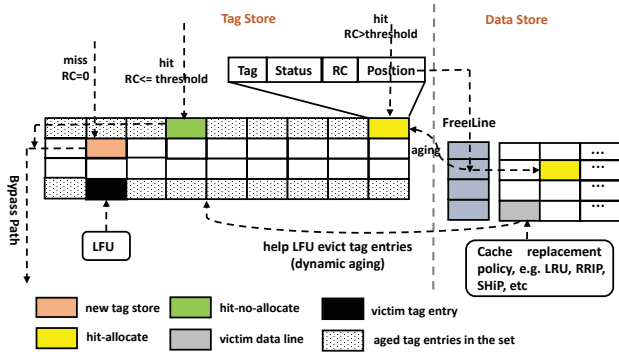 Tag Store
Data Store
hit
RC>threshold
miss
RC=0
hit
RC<= threshold
Tag
Status
RC
Position
Free Line
aging
...
...
...
...
Bypass Path
LFU
help LFU evict tag entries
(dynamic aging)
Cache replacement
policy, e.g. LRU, RRIP,
SHiP, etc
new tag store
hit-no-allocate
victim tag entry
hit-allocate
victim data line
aged tag entries in the set